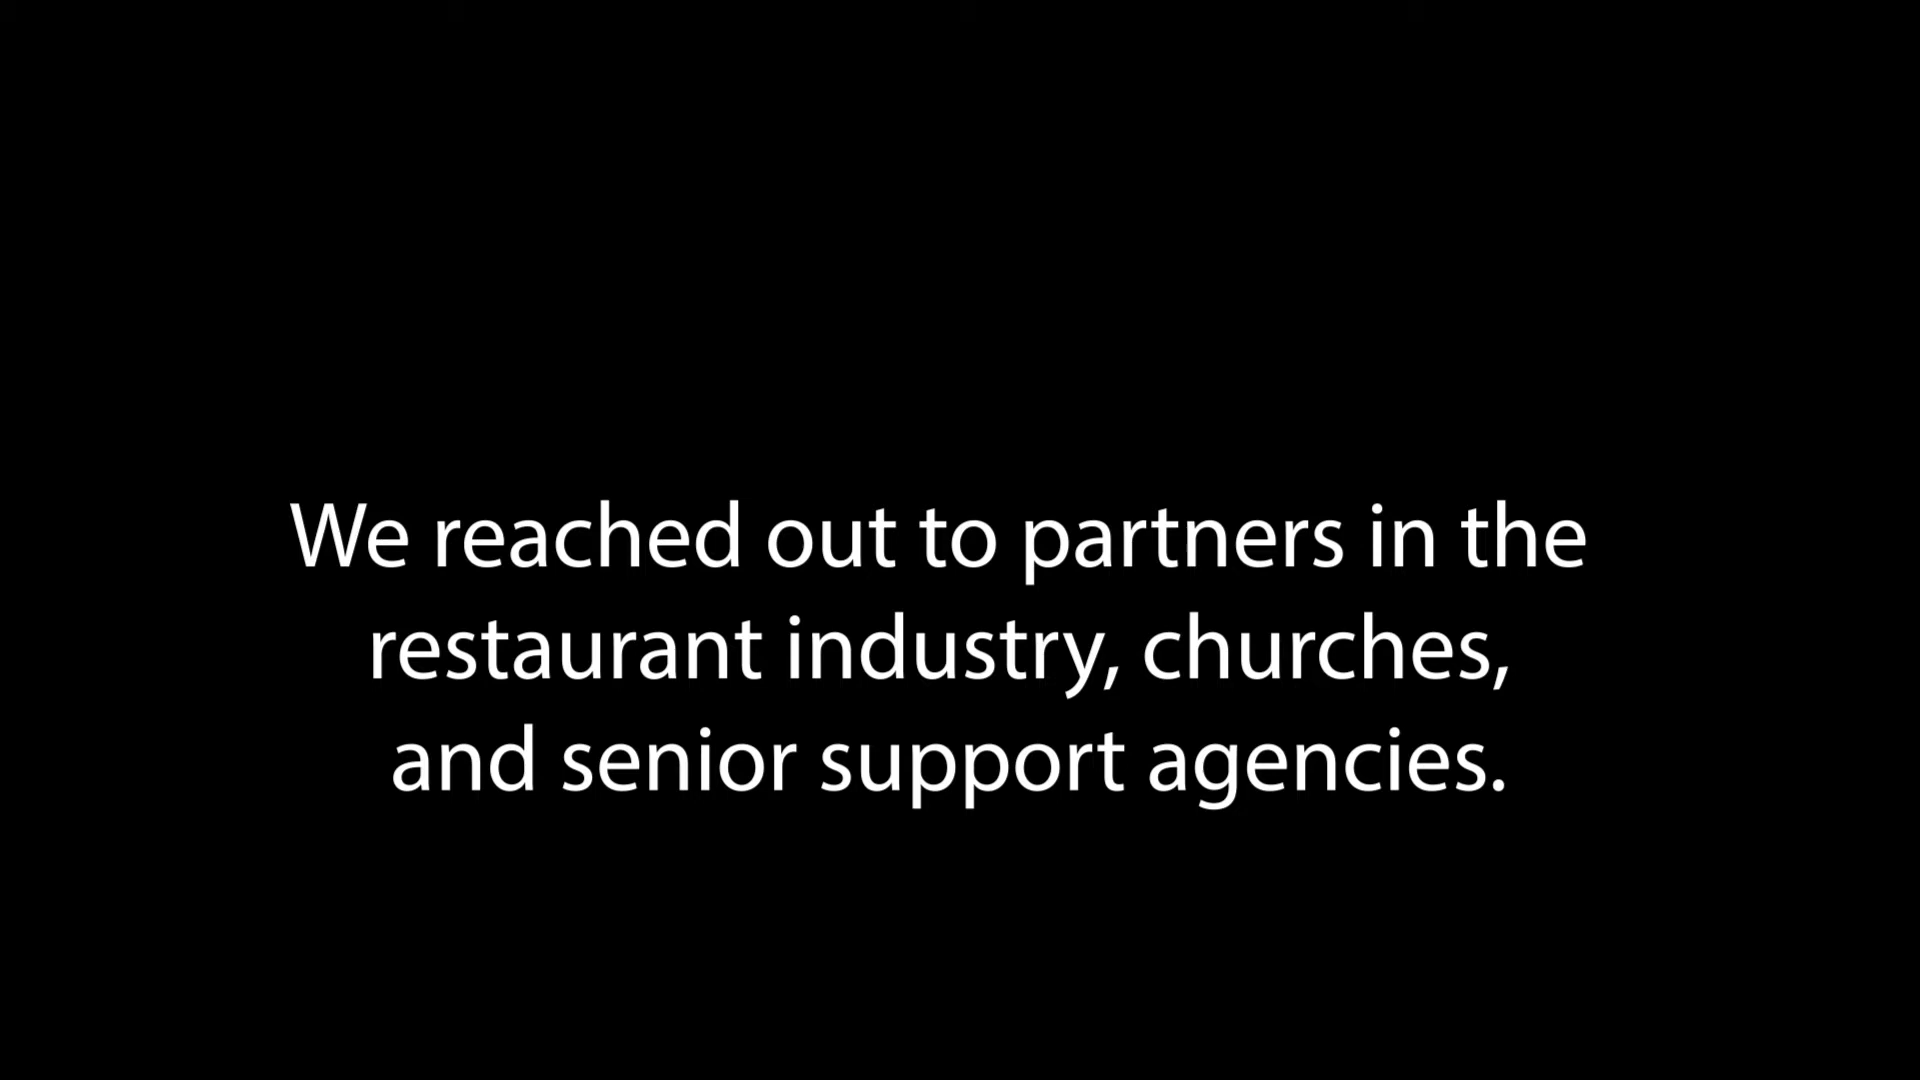 We reached out to partners in the
restaurant industry, churches,
and senior support agencies.